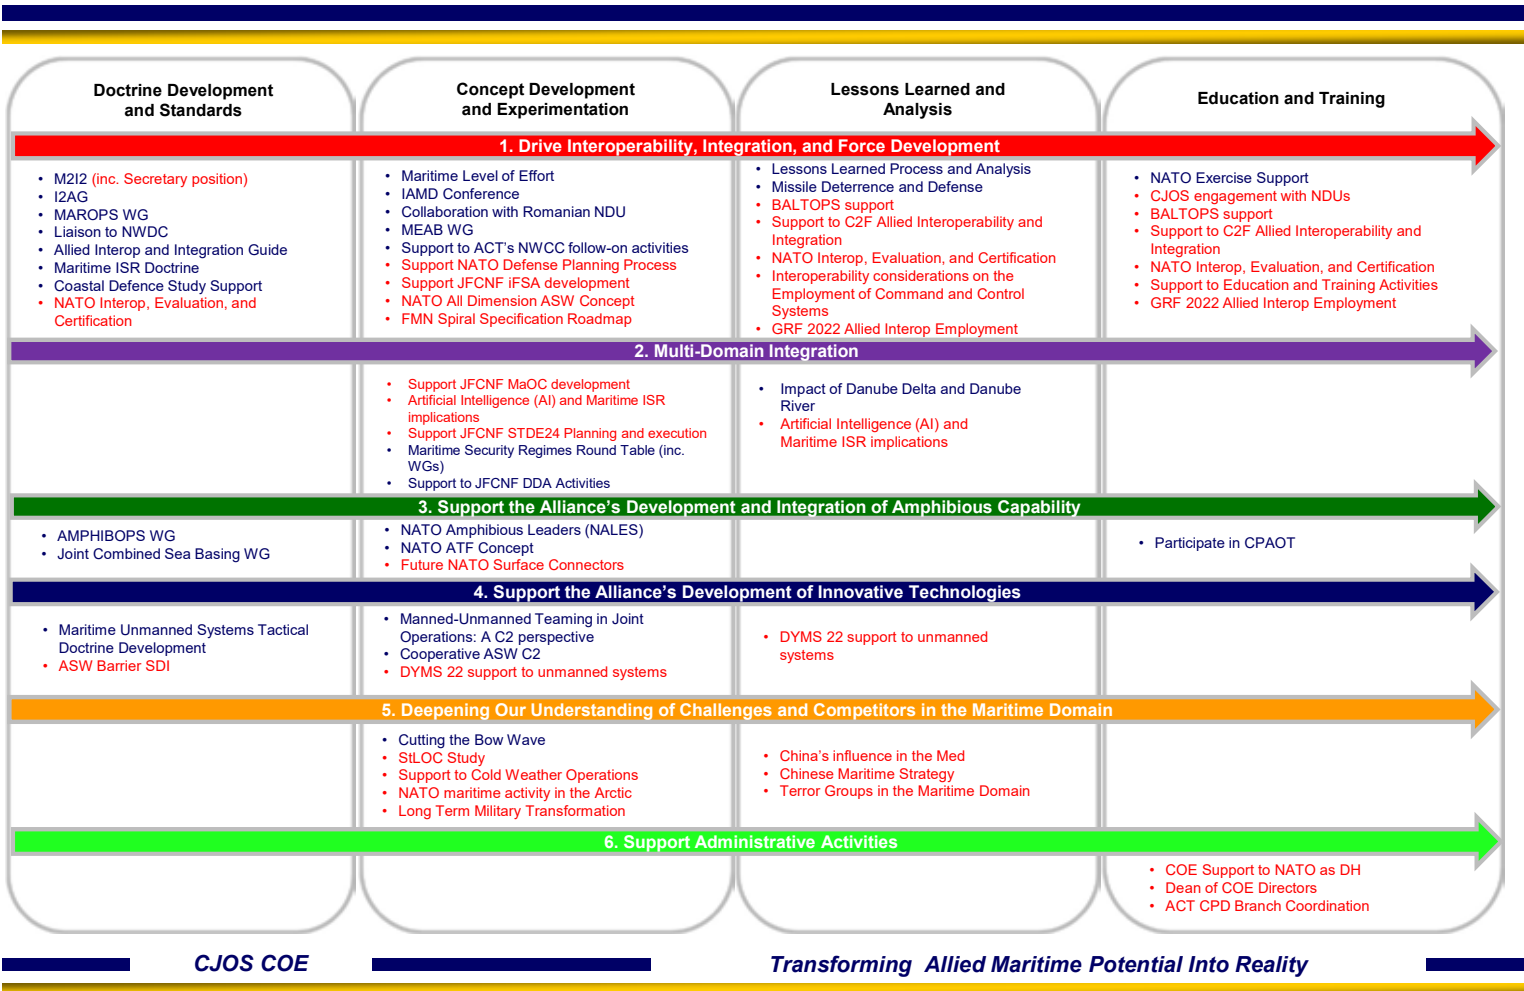 Doctrine Development
and Standards
Concept Development
and Experimentation
Lessons Learned and
Analysis
Education and Training
1. Drive Interoperability, Integration, and Force Development
• M2I2 (inc. Secretary position)
• I2AG
• MAROPS WG
• Liaison to NWDC
• Allied Interop and Integration Guide
• Maritime ISR Doctrine
• Coastal Defence Study Support
• NATO Interop, Evaluation, and
Certification
• Maritime Level of Effort
• IAMD Conference
• Collaboration with Romanian NDU
• MEAB WG
• Support to ACT's NWCC follow-on activities
• Support NATO Defense Planning Process
• Support JFCNF iFSA development
• NATO All Dimension ASW Concept
• FMN Spiral Specification Roadmap
• Lessons Learned Process and Analysis
• Missile Deterrence and Defense
• BALTOPS support
• Support to C2F Allied Interoperability and
Integration
• NATO Interop, Evaluation, and Certification
• Interoperability considerations on the
Employment of Command and Control
Systems
• GRF 2022 Allied Interop Employment
• NATO Exercise Support
• CJOS engagement with NDUs
• BALTOPS support
• Support to C2F Allied Interoperability and
Integration
• NATO Interop, Evaluation, and Certification
• Support to Education and Training Activities
• GRF 2022 Allied Interop Employment
2. Multi-Domain Integration
• Support JFCNF MaOC development
• Artificial Intelligence (AI) and Maritime ISR
implications
• Support JFCNF STDE24 Planning and execution
• Maritime Security Regimes Round Table (inc.
WGs)
• Support to JFCNF DDA Activities
• Impact of Danube Delta and Danube
River
• Artificial Intelligence (AI) and
Maritime ISR implications
3. Support the Alliance's Development and Integration of Amphibious Capability
• AMPHIBOPS WG
• Joint Combined Sea Basing WG
• NATO Amphibious Leaders (NALES)
• NATO ATF Concept
• Future NATO Surface Connectors
• Participate in CPAOT
4. Support the Alliance's Development of Innovative Technologies
• Maritime Unmanned Systems Tactical
Doctrine Development
• ASW Barrier SDI
• Manned-Unmanned Teaming in Joint
Operations: A C2 perspective
• Cooperative ASW C2
• DYMS 22 support to unmanned systems
• DYMS 22 support to unmanned
systems
5. Deepening Our Understanding of Challenges and Competitors in the Maritime Domain
• Cutting the Bow Wave
• StLOC Study
• Support to Cold Weather Operations
• NATO maritime activity in the Arctic
• Long Term Military Transformation
• China's influence in the Med
• Chinese Maritime Strategy
• Terror Groups in the Maritime Domain
6. Support Administrative Activities
• COE Support to NATO as DH
• Dean of COE Directors
• ACT CPD Branch Coordination
CJOS COE
Transforming Allied Maritime Potential Into Reality